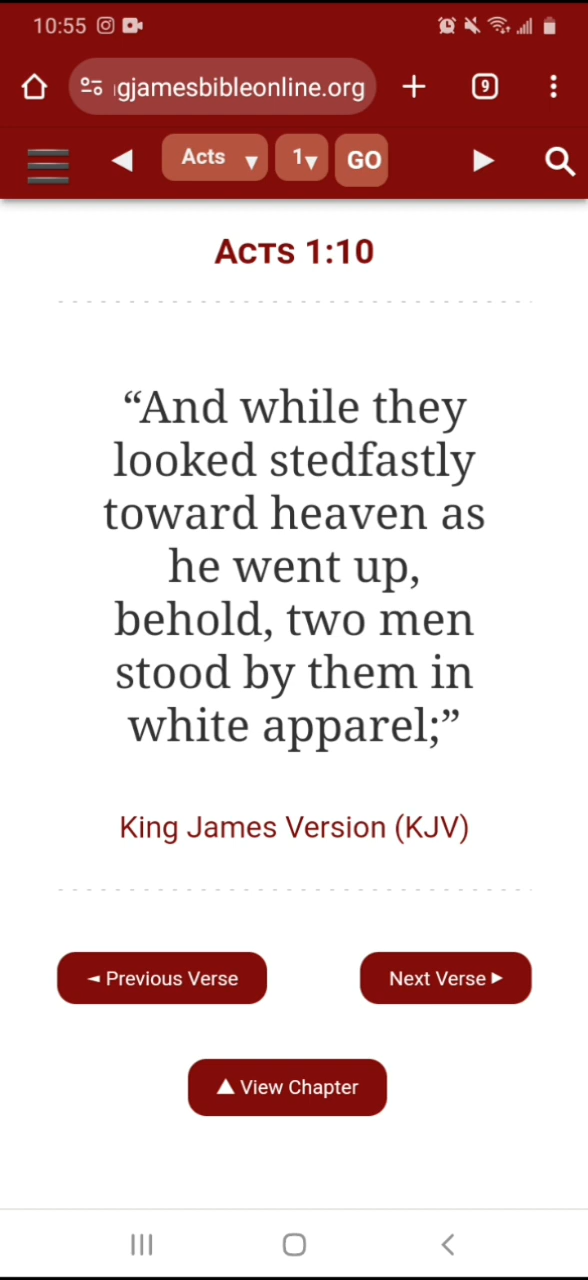 10:55
gjamesbibleonline.org
9
Acts
1
GO
ACTS 1:10
“And while they
looked stedfastly
toward heaven as
he went up,
behold, two men
stood by them in
white apparel;”
King James Version (KJV)
◄ Previous Verse
Next Verse ►
▲ View Chapter